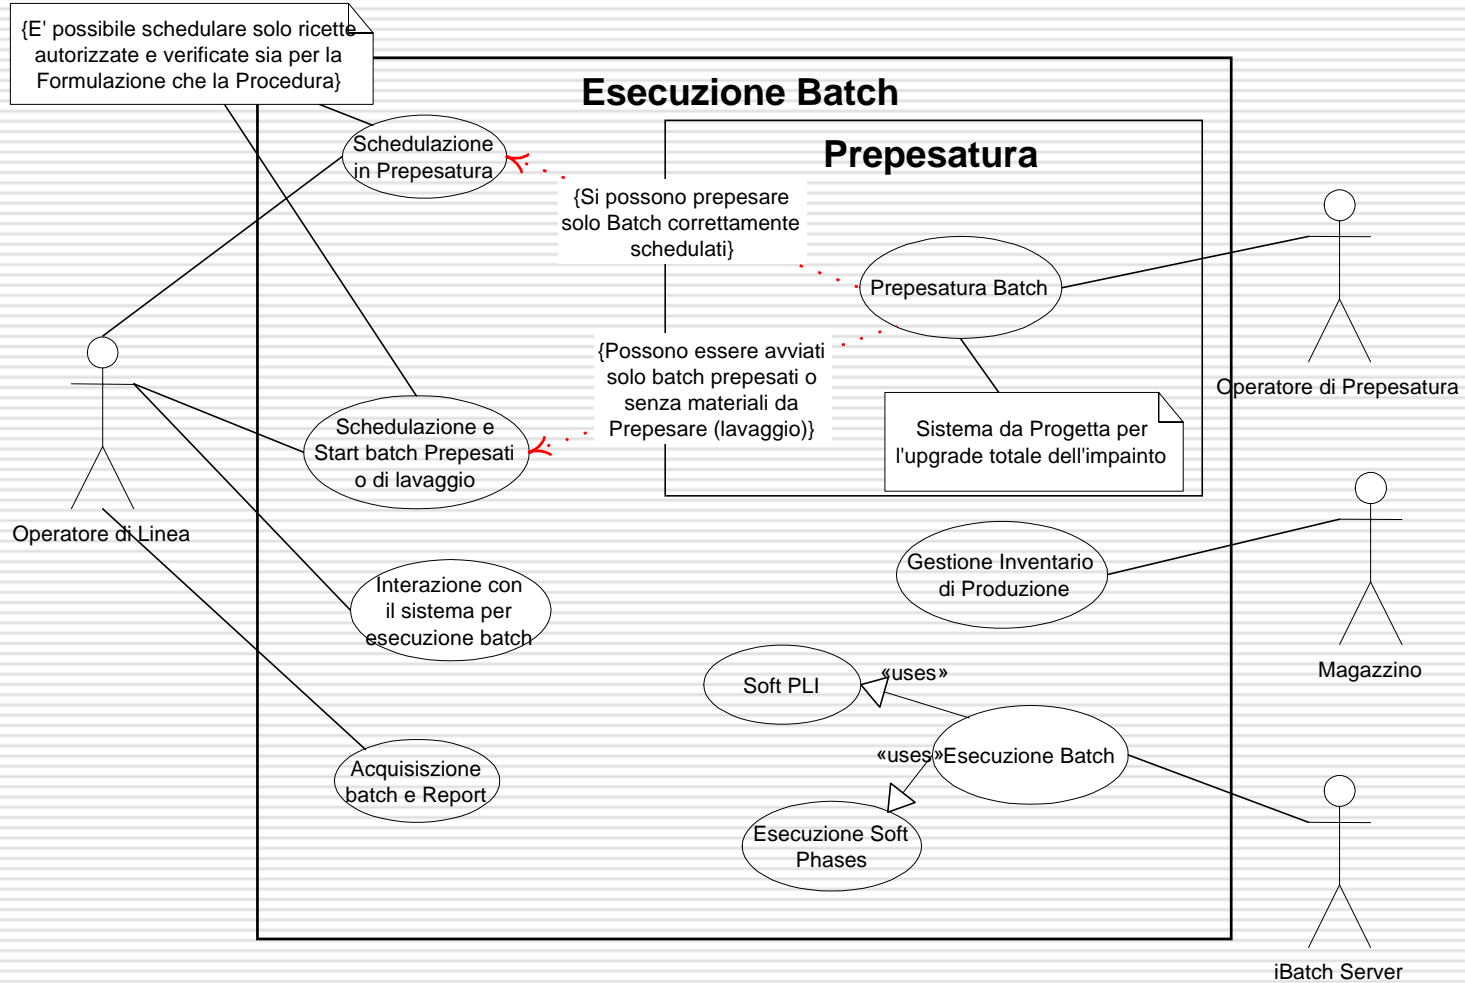 {E' possibile schedulare solo ricette
autorizzate e verificate sia per la
Formulazione che la Procedura}
Esecuzione Batch
Prepesatura
Schedulazione
in Prepesatura
{Si possono prepesare
solo Batch correttamente
schedulati}
Prepesatura Batch
{Possono essere avviati
solo batch prepesati o
senza materiali da
Prepesare (lavaggio)}
Operatore di Prepesatura
Sistema da Progetta per
l'upgrade totale dell'impainto
Schedulazione e
Start batch Prepesati
o di lavaggio
Operatore di Linea
Gestione Inventario
di Produzione
Interazione con
il sistema per
esecuzione batch
Magazzino
Soft PLI
«uses»
«uses»
Esecuzione Batch
Acquisiszione
batch e Report
Esecuzione Soft
Phases
iBatch Server